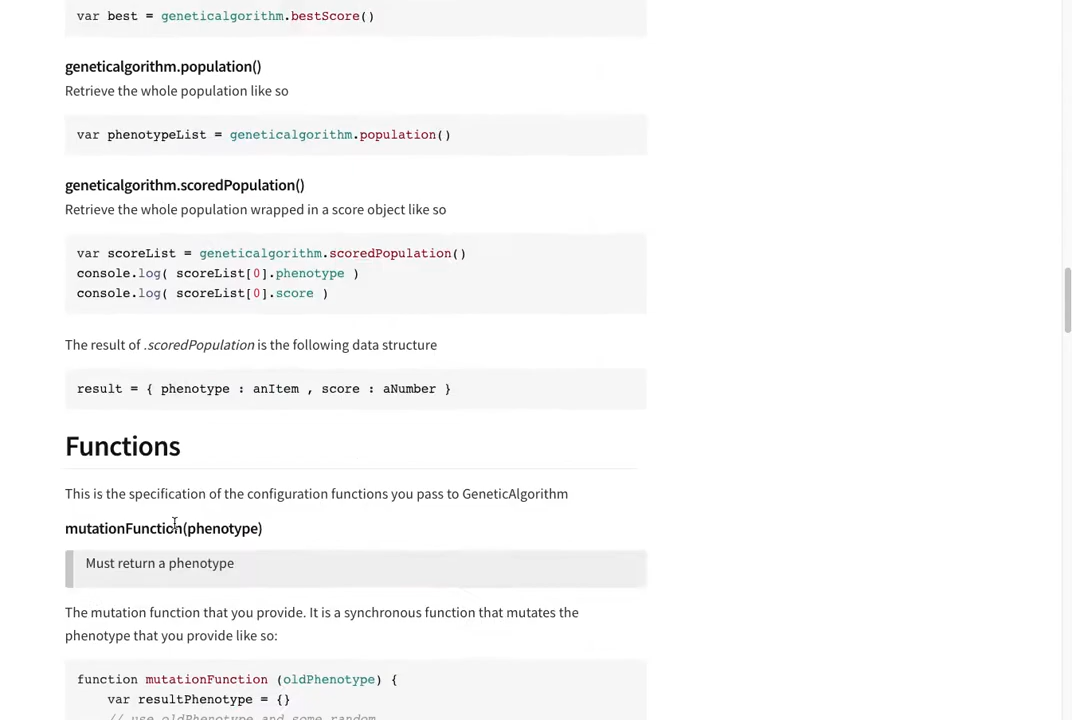 var best = geneticalgorithm.bestScore()
geneticalgorithm.population()
Retrieve the whole population like so
var phenotypeList = geneticalgorithm.population()
geneticalgorithm.scoredPopulation()
Retrieve the whole population wrapped in a score object like so
var scoreList = geneticalgorithm.scoredPopulation()
console.log( scoreList[0].phenotype )
console.log( scoreList[0].score )
The result of .scoredPopulation is the following data structure
result = { phenotype : anItem , score : aNumber }
Functions
This is the specification of the configuration functions you pass to GeneticAlgorithm
mutationFunction(phenotype)
Must return a phenotype
The mutation function that you provide. It is a synchronous function that mutates the
phenotype that you provide like so:
function mutationFunction (oldPhenotype) {
var resultPhenotype = {}
// use oldPhenotype and some random